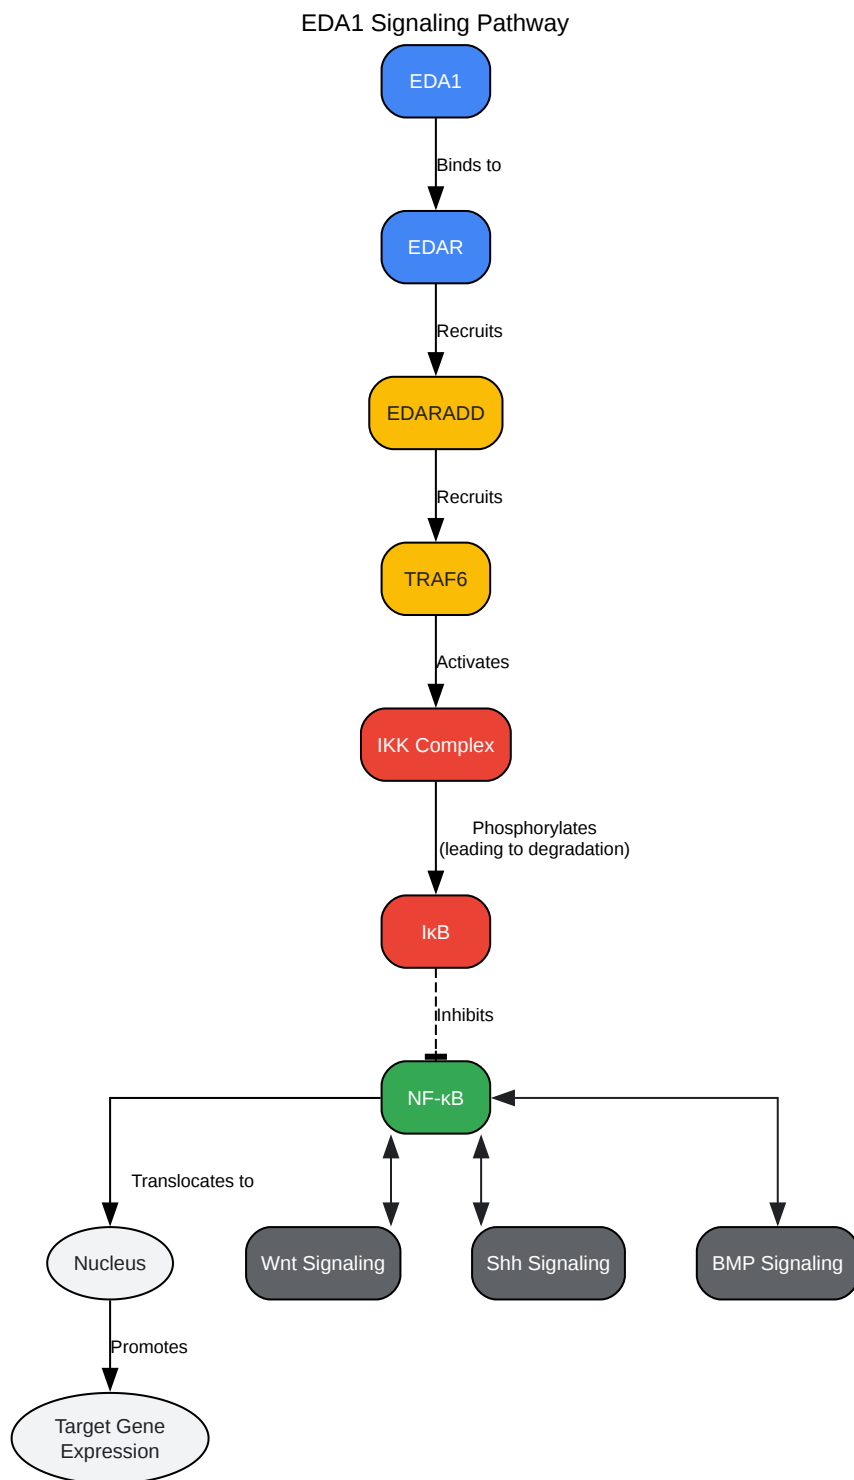 EDA1 Signaling Pathway
EDA1
Binds to
EDAR
Recruits
EDARADD
Recruits
TRAF6
Activates
IKK Complex
Phosphorylates
(leading to degradation)
IκB
Inhibits
NF-κB
Translocates to
Nucleus
Wnt Signaling
Shh Signaling
BMP Signaling
Promotes
Target Gene
Expression